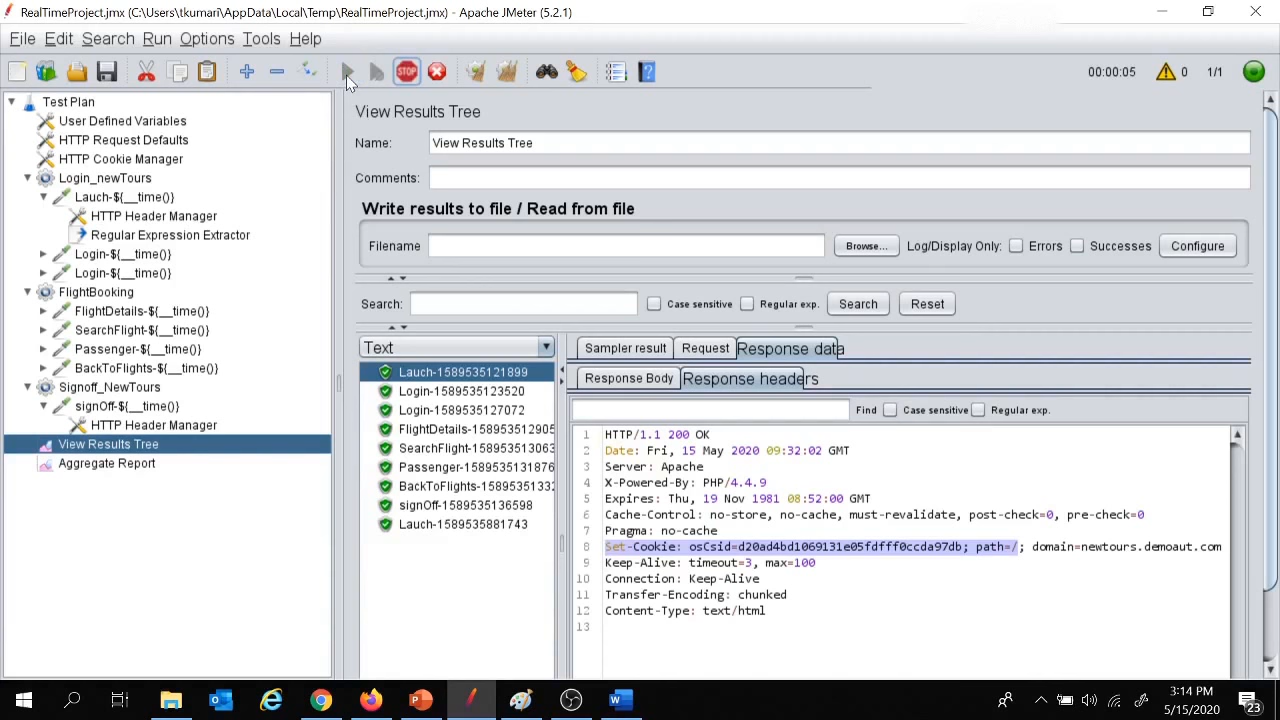 RealTimeProject.jmx (C:\Users\tkumari\AppData\Local\Temp\RealTimeProject.jmx) - Apache JMeter (5.2.1)
File Edit Search Run Options Tools Help
STOP
00:00:05
0
1/1
Test Plan
User Defined Variables
HTTP Request Defaults
HTTP Cookie Manager
Login_newTours
Lauch-${__time()}
HTTP Header Manager
Regular Expression Extractor
Login-${__time()}
Login-${__time()}
FlightBooking
FlightDetails-${__time()}
SearchFlight-${__time()}
Passenger-${__time()}
BackToFlights-${__time()}
Signoff_NewTours
signOff-${__time()}
HTTP Header Manager
View Results Tree
Aggregate Report
View Results Tree
Name: View Results Tree
Comments:
Write results to file / Read from file
Filename Browse... Log/Display Only: Errors Successes Configure
Search: Case sensitive Regular exp. Search Reset
Text
Lauch-1589535121899
Login-1589535123520
Login-1589535127072
FlightDetails-158953512905
SearchFlight-158953513063
Passenger-1589535131876
BackToFlights-1589535133
signOff-1589535136598
Lauch-1589535881743
Sampler result Request Response data
Response Body Response headers
Find Case sensitive Regular exp.
1 HTTP/1.1 200 OK
2 Date: Fri, 15 May 2020 09:32:02 GMT
3 Server: Apache
4 X-Powered-By: PHP/4.4.9
5 Expires: Thu, 19 Nov 1981 08:52:00 GMT
6 Cache-Control: no-store, no-cache, must-revalidate, post-check=0, pre-check=0
7 Pragma: no-cache
8 Set-Cookie: osCsid=d20ad4bd1069131e05fdfff0ccda97db; path=/; domain=newtours.demoaut.com
9 Keep-Alive: timeout=3, max=100
10 Connection: Keep-Alive
11 Transfer-Encoding: chunked
12 Content-Type: text/html
13
3:14 PM
5/15/2020
23